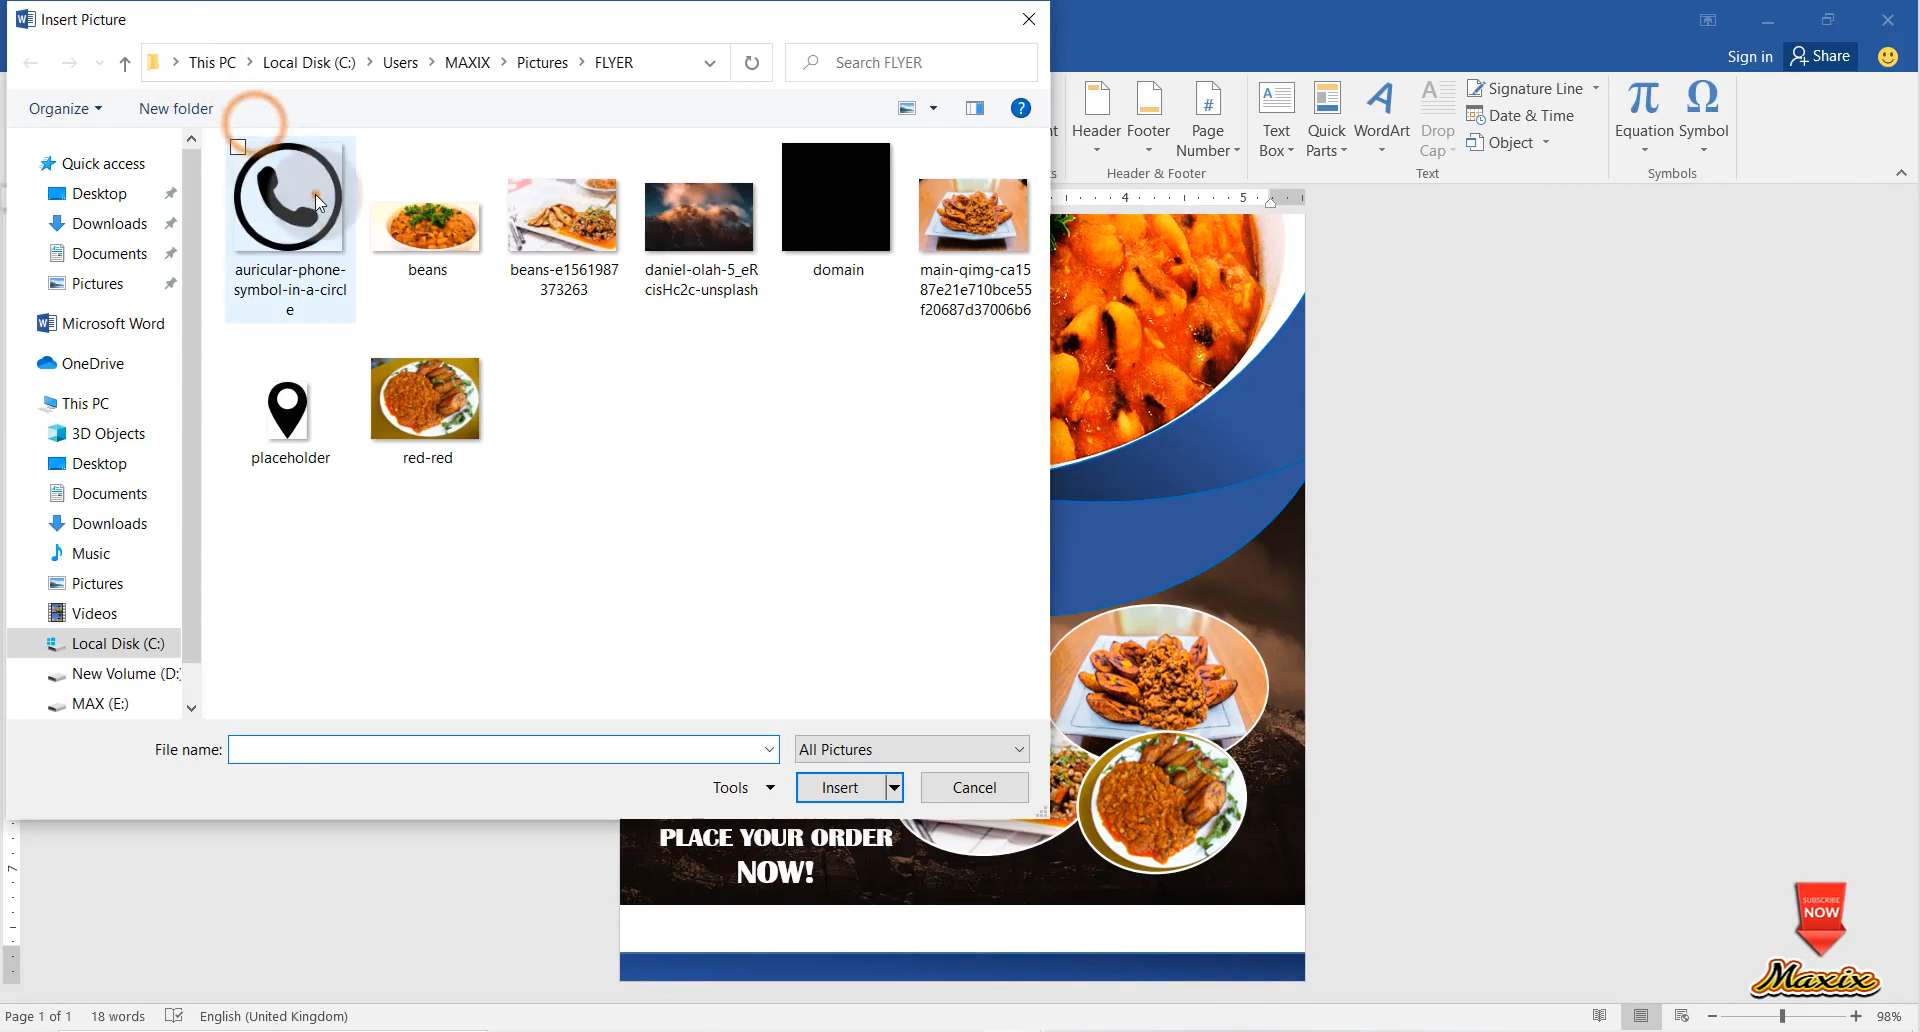 Insert Picture
This PC Local Disk (C:) Users MAXIX Pictures FLYER
Search FLYER
Sign in Share
Organize New folder
Header Footer Page Number
Text Box Quick Parts WordArt Drop Cap
Signature Line
Date & Time
Object
Equation Symbol
Header & Footer Text Symbols
Quick access
Desktop
Downloads
Documents
Pictures
Microsoft Word
OneDrive
This PC
3D Objects
Desktop
Documents
Downloads
Music
Pictures
Videos
Local Disk (C:)
New Volume (D:
MAX (E:)
auricular-phone-
symbol-in-a-circl
e
beans
beans-e1561987
373263
daniel-olah-5_eR
cisHc2c-unsplash
domain
main-qimg-ca15
87e21e710bce55
f20687d37006b6
placeholder
red-red
4 5
File name:
All Pictures
Tools Insert Cancel
PLACE YOUR ORDER
NOW!
7
SUBSCRIBE
NOW
Maxix
Page 1 of 1 18 words English (United Kingdom) 98%